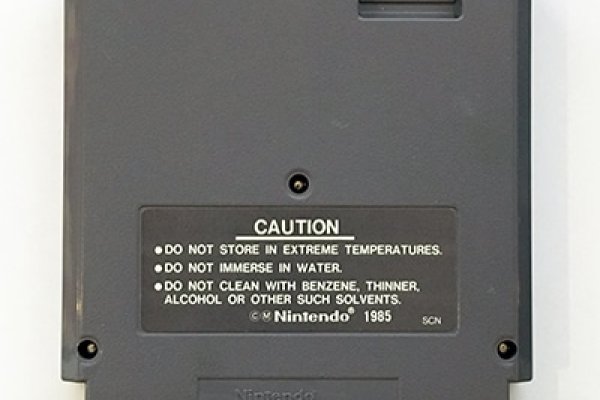 CAUTION
●DO NOT STORE IN EXTREME TEMPERATURES.
●DO NOT IMMERSE IN WATER.
●DO NOT CLEAN WITH BENZENE, THINNER,
ALCOHOL OR OTHER SUCH SOLVENTS.
ⒸⓂNintendo® 1985 SCN
Nintendo